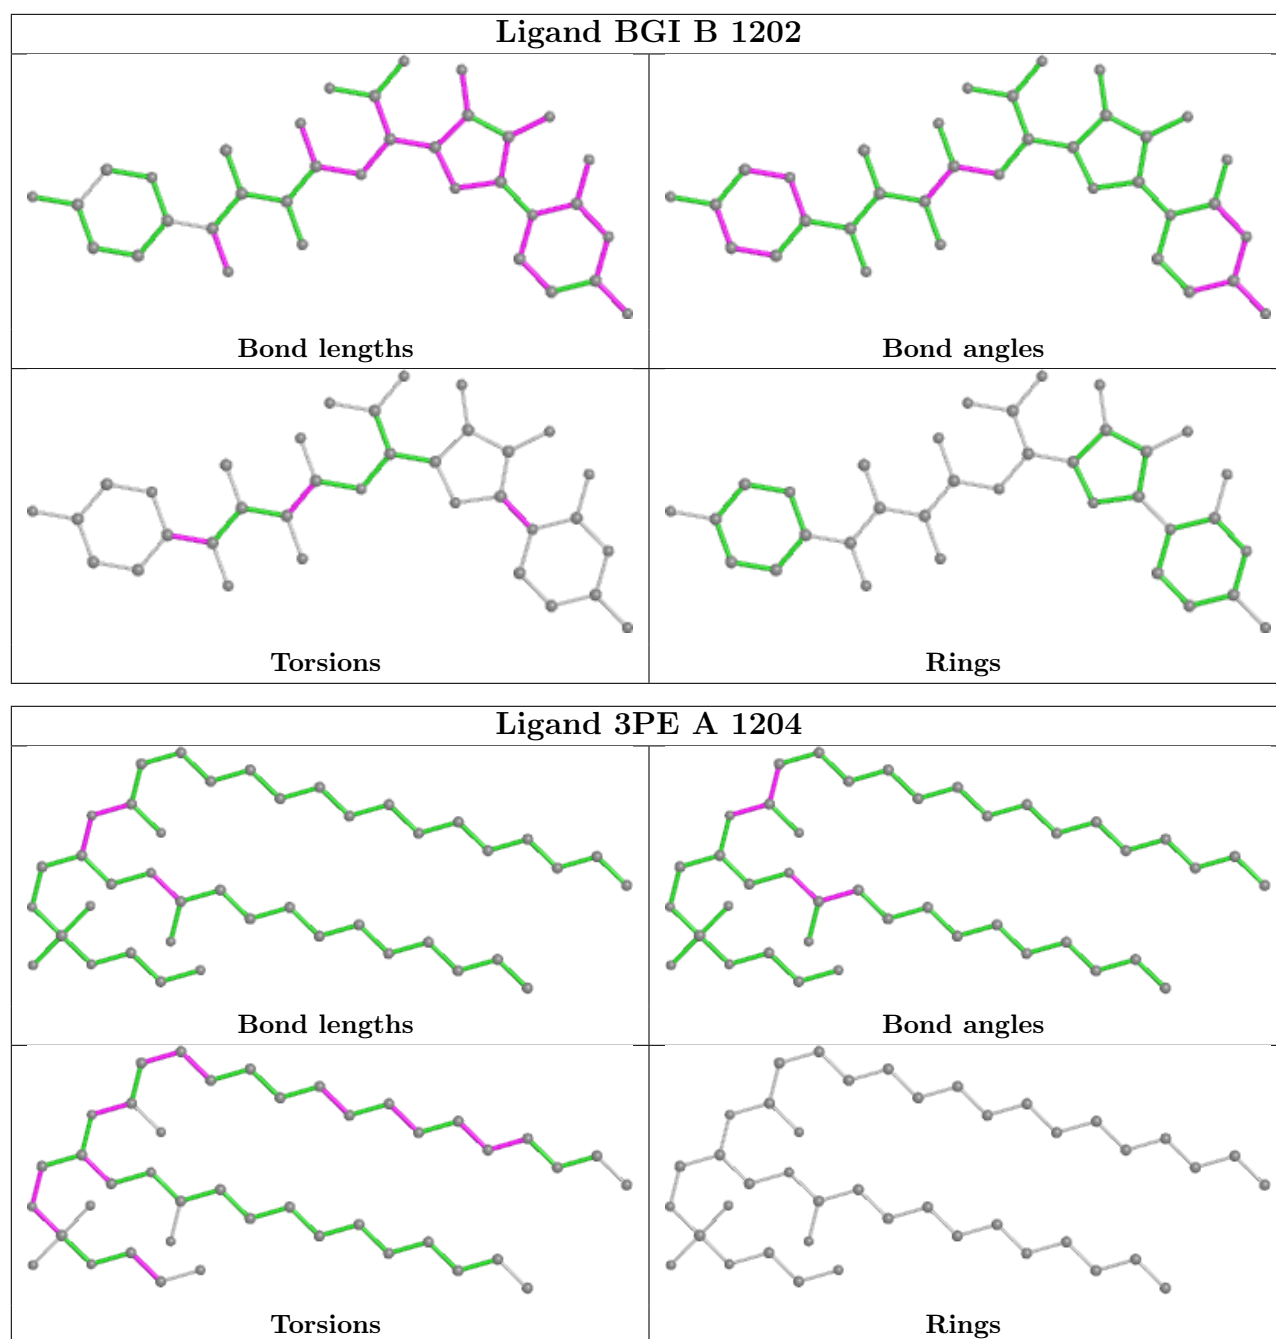 Ligand BGI B 1202
Bond lengths
Bond angles
Torsions
Rings
Ligand 3PE A 1204
Bond lengths
Bond angles
Torsions
Rings